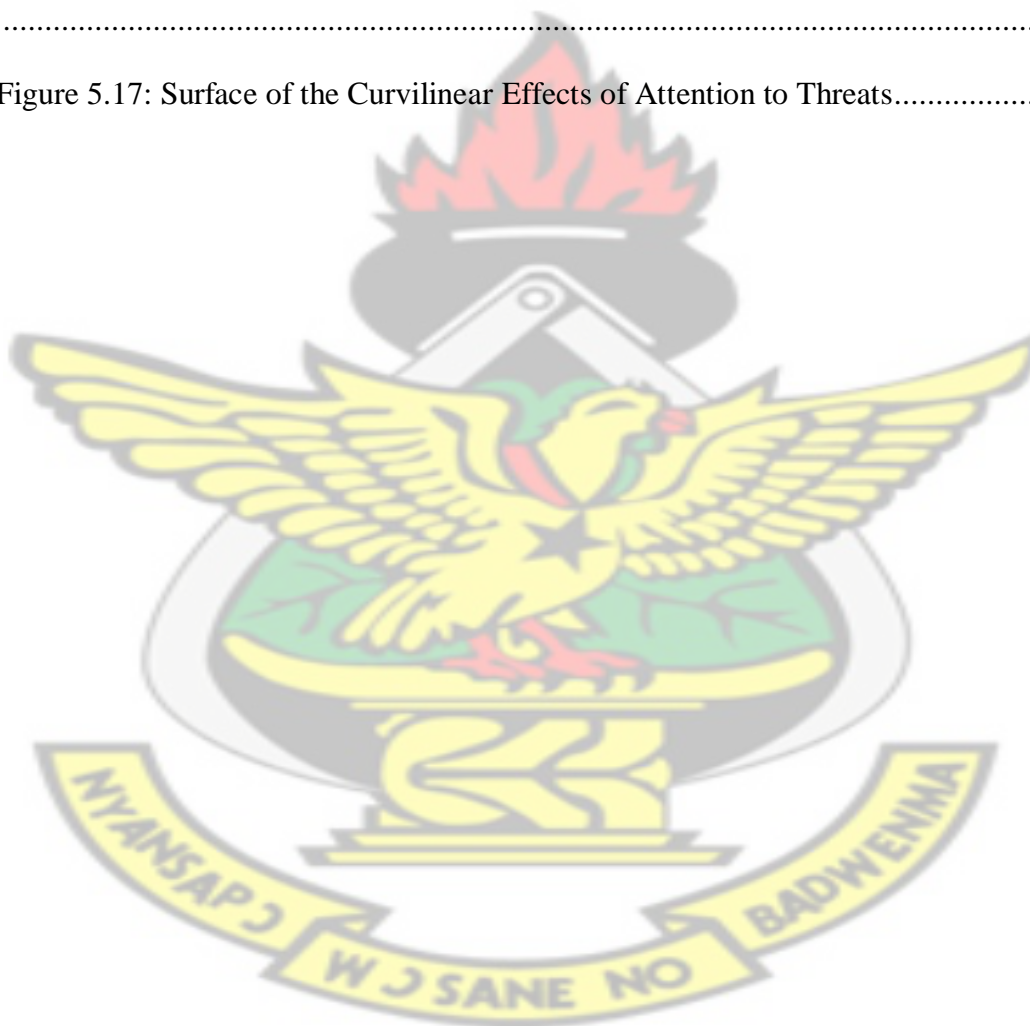 ................................................................................................................................
Figure 5.17: Surface of the Curvilinear Effects of Attention to Threats.................
NYANSAPƆ
WƆSANE NO
BADWENMA